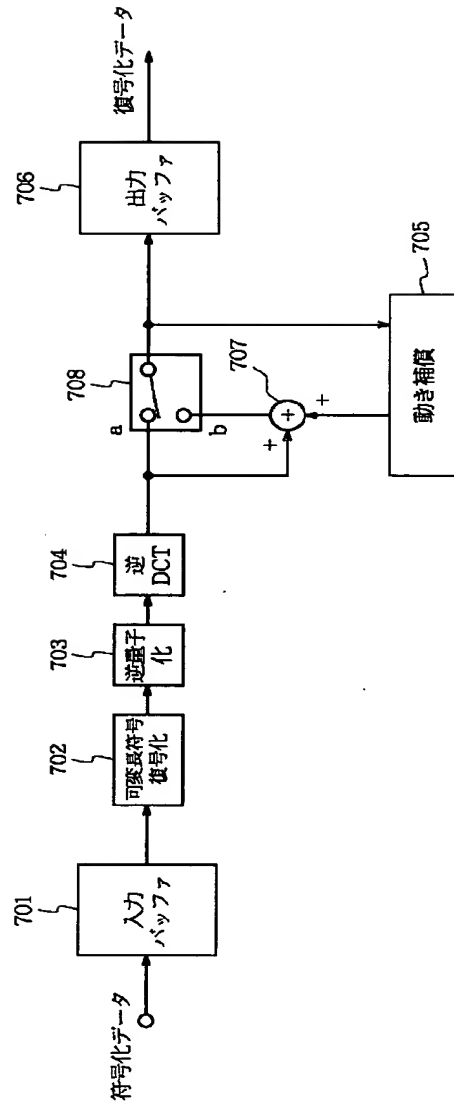 符号化データ
701
入力
バッファ
702
可変長符号
復号化
703
逆量子
化
704
逆
DCT
a
708
b
707
+
+
+
705
動き補償
706
出力
バッファ
復号化データ